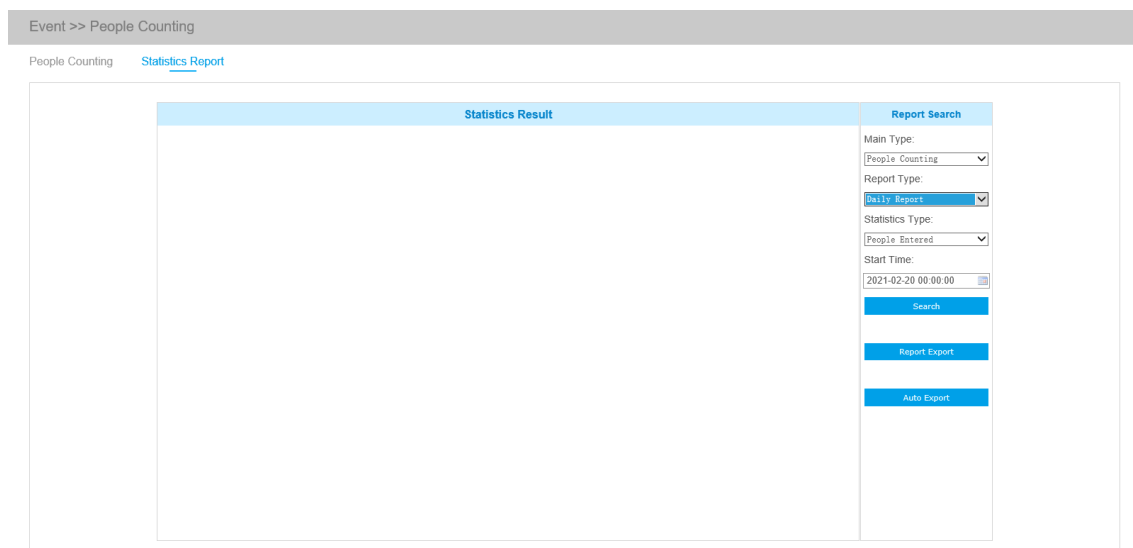 Event >> People Counting
People Counting Statistics Report
Statistics Result
Report Search
Main Type:
People Counting
Report Type:
Daily Report
Statistics Type:
People Entered
Start Time:
2021-02-20 00:00:00
Search
Report Export
Auto Export